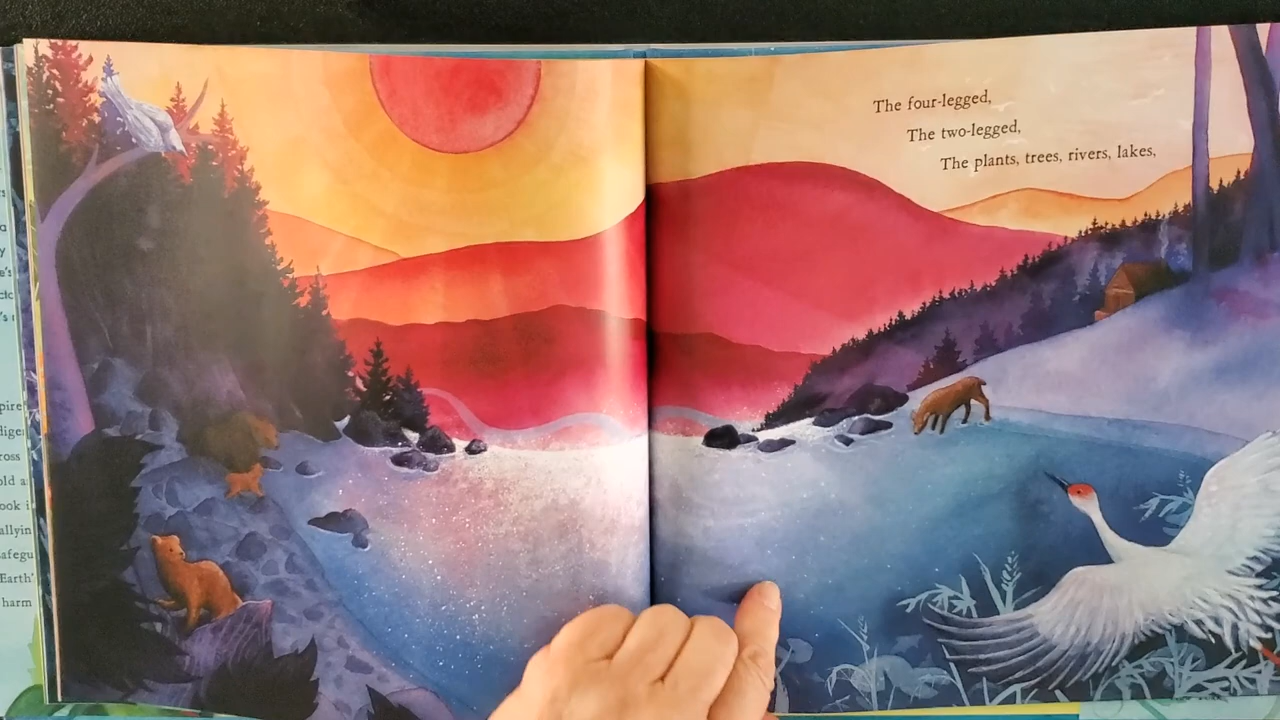 The four-legged,
The two-legged,
The plants, trees, rivers, lakes,